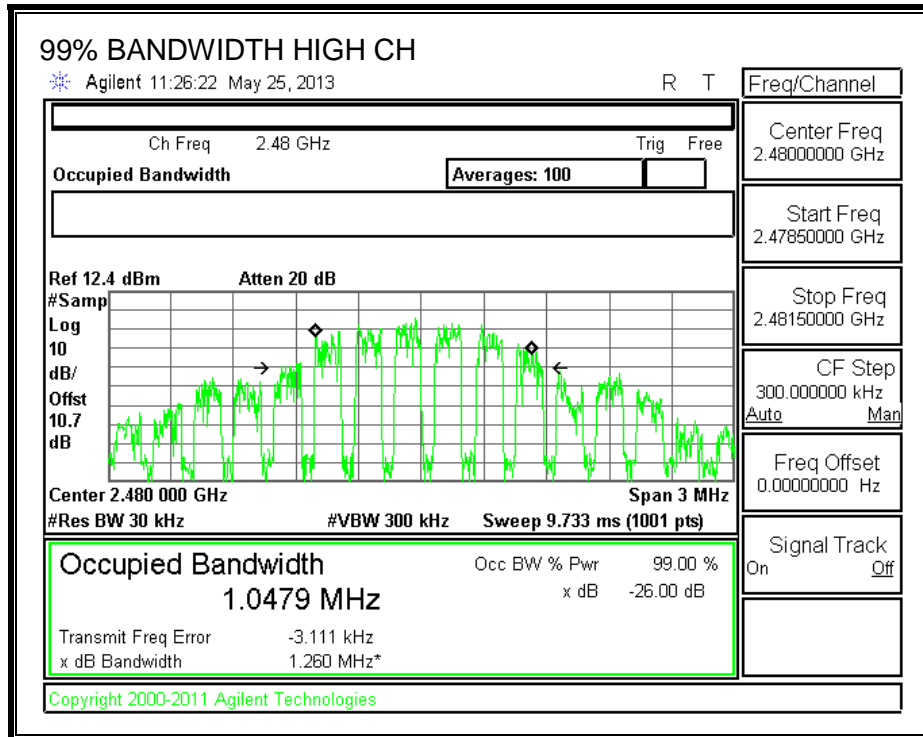 99% BANDWIDTH HIGH CH
Agilent 11:26:22 May 25, 2013 R T
Freq/Channel
Ch Freq 2.48 GHz Trig Free
Occupied Bandwidth Averages: 100
Center Freq
2.48000000 GHz
Start Freq
2.47850000 GHz
Stop Freq
2.48150000 GHz
CF Step
300.000000 kHz
Auto Man
Freq Offset
0.00000000 Hz
Signal Track
On Off
Ref 12.4 dBm Atten 20 dB
#Samp
Log
10
dB/
Offst
10.7
dB
Center 2.480 000 GHz Span 3 MHz
#Res BW 30 kHz #VBW 300 kHz Sweep 9.733 ms (1001 pts)
Occupied Bandwidth Occ BW % Pwr 99.00 %
1.0479 MHz x dB -26.00 dB
Transmit Freq Error -3.111 kHz
x dB Bandwidth 1.260 MHz*
Copyright 2000-2011 Agilent Technologies